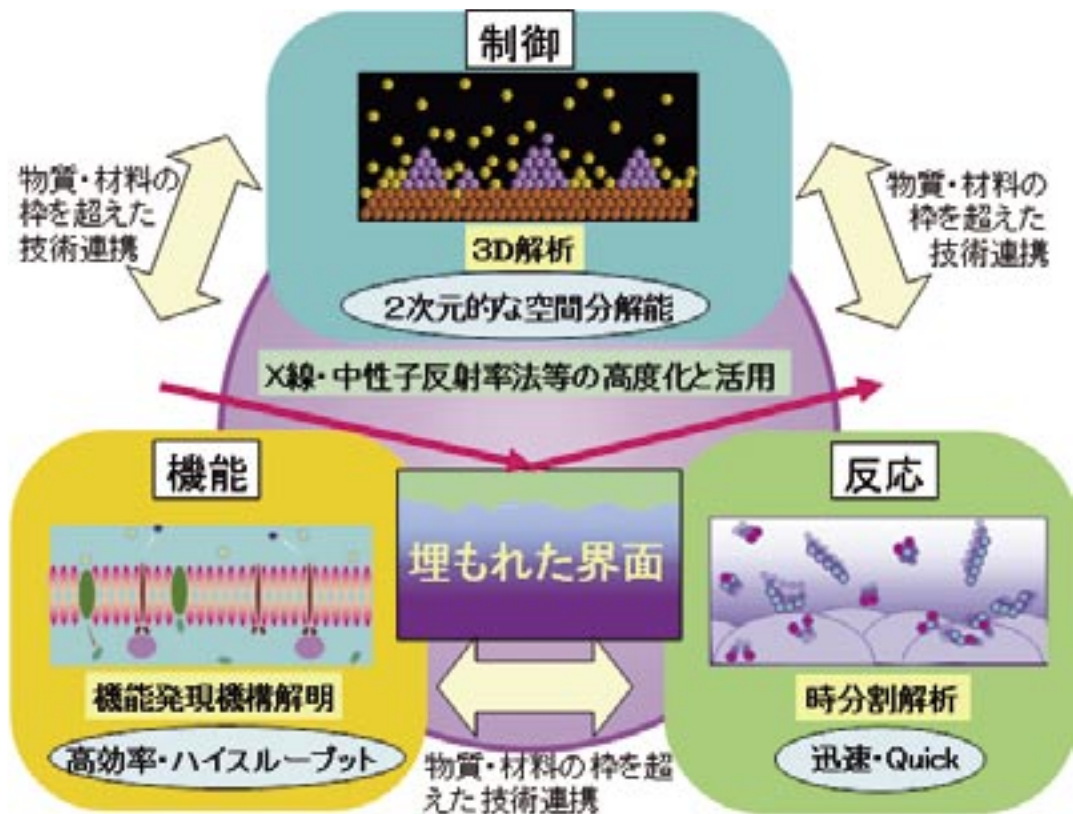 制御
3D解析
2次元的な空間分解能
物質・材料の
枠を超えた
技術連携
物質・材料の
枠を超えた
技術連携
X線・中性子反射率法等の高度化と活用
機能
機能発現機構解明
高効率・ハイスループット
埋もれた界面
反応
時分割解析
迅速・Quick
物質・材料の枠を超
えた技術連携